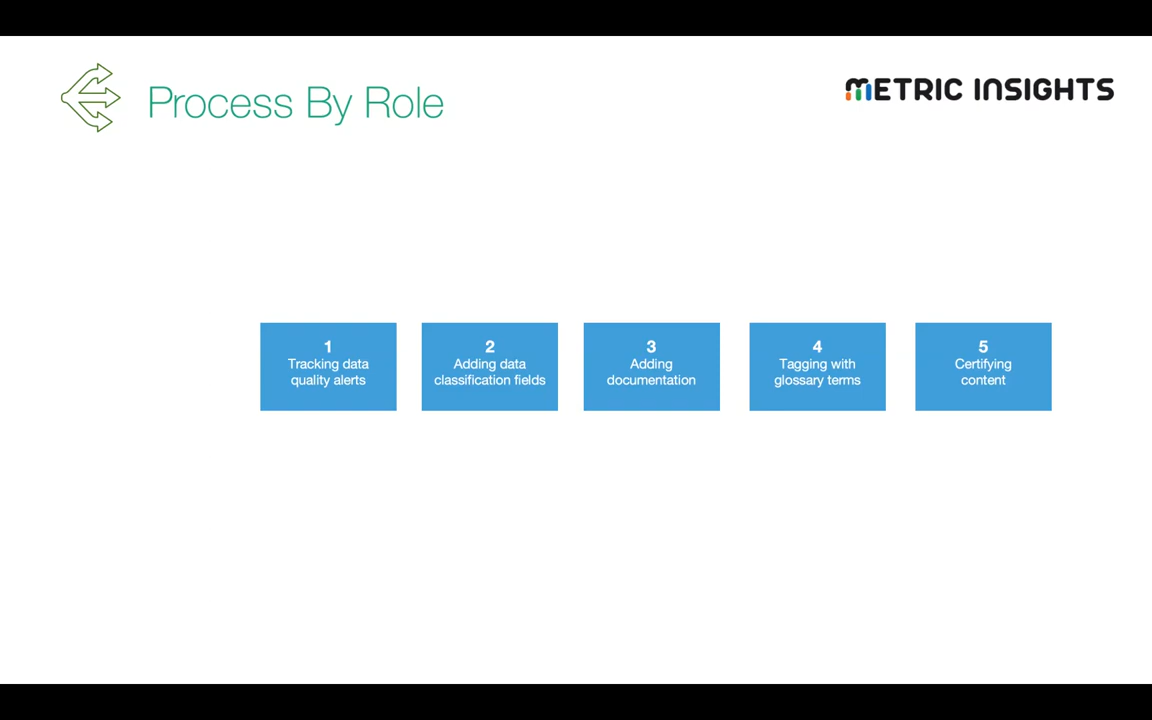 Process By Role
METRIC INSIGHTS
1
Tracking data
quality alerts
2
Adding data
classification fields
3
Adding
documentation
4
Tagging with
glossary terms
5
Certifying
content